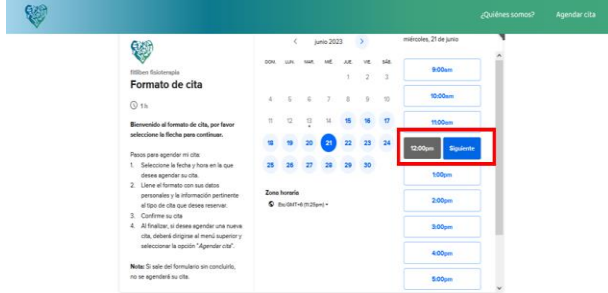 ¿Quiénes somos? Agendar cita
fitliben fisioterapia
Formato de cita
1 h
Bienvenido al formato de cita, por favor
seleccione la flecha para continuar.
Pasos para agendar mi cita:
1. Seleccione la fecha y hora en la que
desea agendar su cita.
2. Llene el formato con sus datos
personales y la información pertinente
al tipo de cita que desea reservar.
3. Confirme su cita
4. Al finalizar, si desea agendar una nueva
cita, deberá dirigirse al menú superior y
seleccionar la opción "Agendar cita".
Nota: Si sale del formulario sin concluirlo,
no se agendará su cita.
junio 2023
DOM. LUN. MAR. MIÉ. JUE. VIE. SÁB.
1 2 3
4 5 6 7 8 9 10
11 12 13 14 15 16 17
18 19 20 21 22 23 24
25 26 27 28 29 30
Zona horaria
Etc/GMT+6 (11:25pm)
miércoles, 21 de junio
9:00am
10:00am
11:00am
12:00pm Siguiente
1:00pm
2:00pm
3:00pm
4:00pm
5:00pm